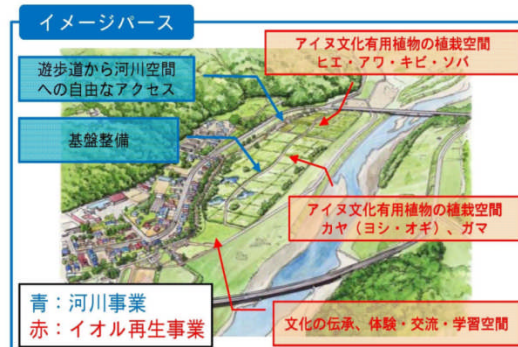 イメージパース
アイヌ文化有用植物の植栽空間
ヒエ・アワ・キビ・ソバ
遊歩道から河川空間
への自由なアクセス
基盤整備
アイヌ文化有用植物の植栽空間
カヤ（ヨシ・オギ）、ガマ
青：河川事業
赤：イオル再生事業
文化の伝承、体験・交流・学習空間